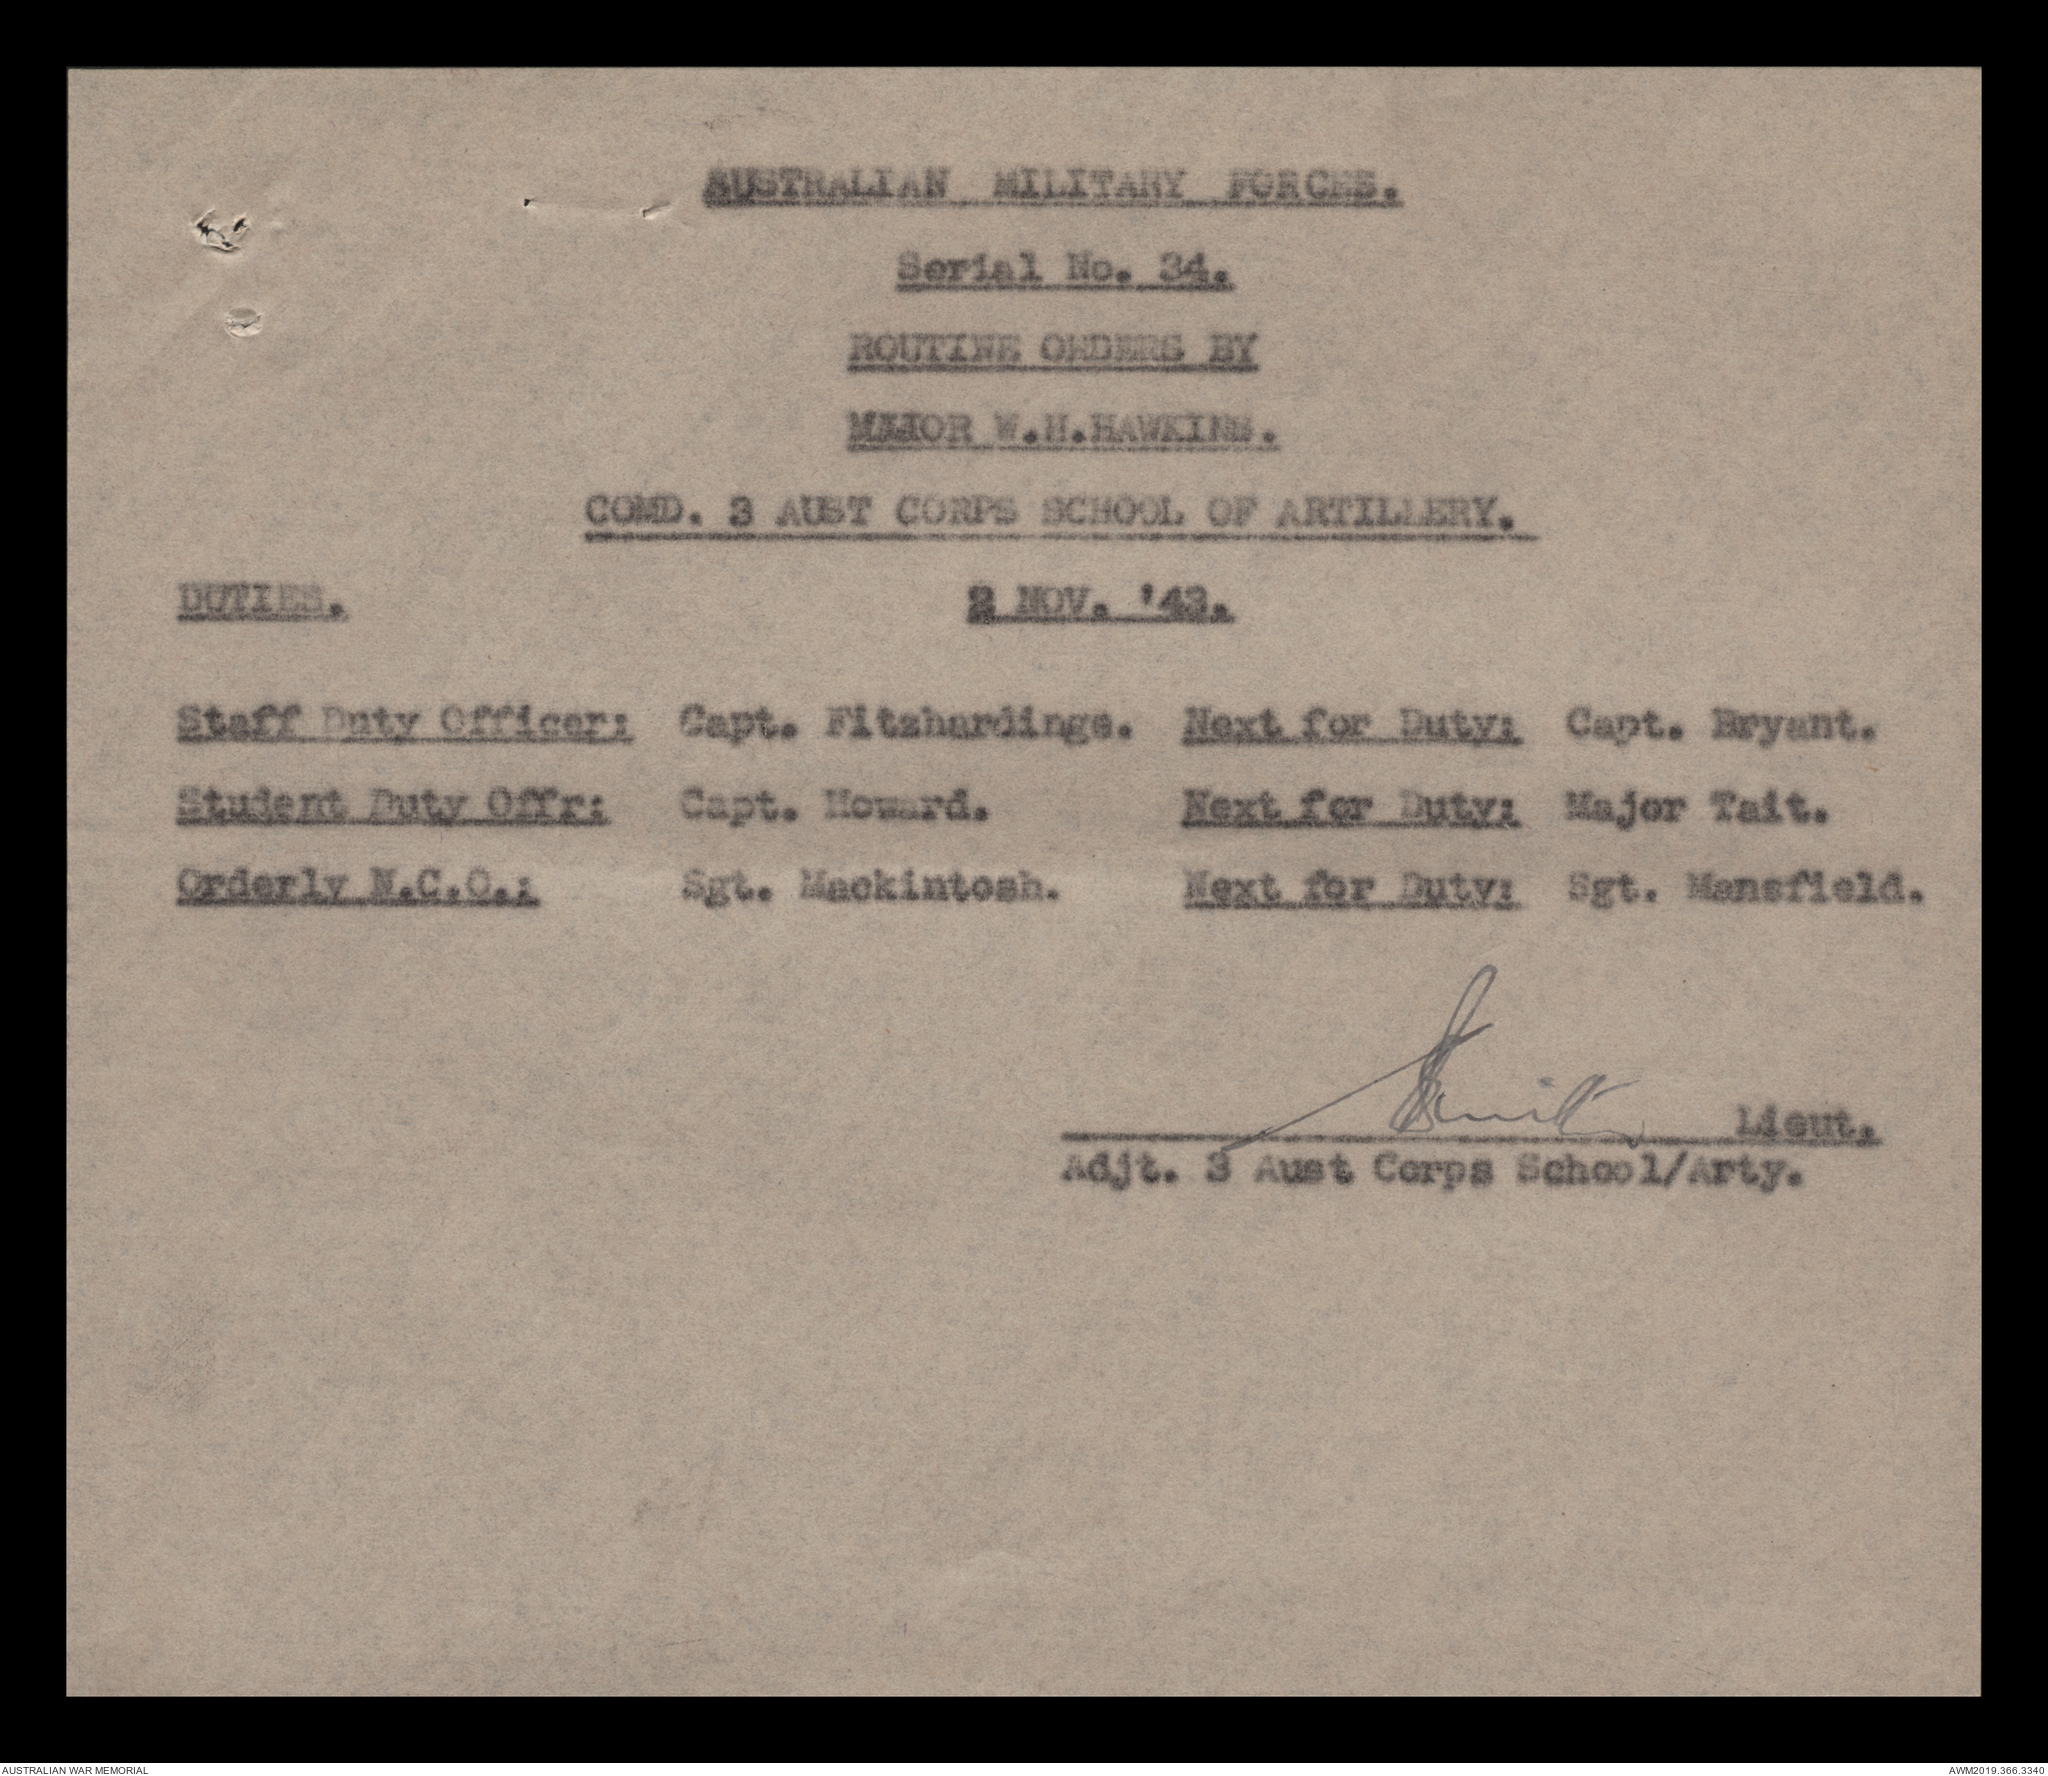 AUSTRALIAN MILITARY FORCES.
Serial No. 34.
ROUTINE ORDERS BY
MAJOR W.H.HAWKINS.
COMD. 3 AUST CORPS SCHOOL OF ARTILLERY.
DUTIES. 2 NOV. '43.
Staff Duty Officer: Capt. Fitzhardinge. Next for Duty: Capt. Bryant.
Student Duty Offr: Capt. Howard. Next for Duty: Major Tait.
Orderly N.C.O.: Sgt. Mackintosh. Next for Duty: Sgt. Mansfield.
Smith Lieut.
Adjt. 3 Aust Corps School/Arty.
AUSTRALIAN WAR MEMORIAL AWM2019.366.3340